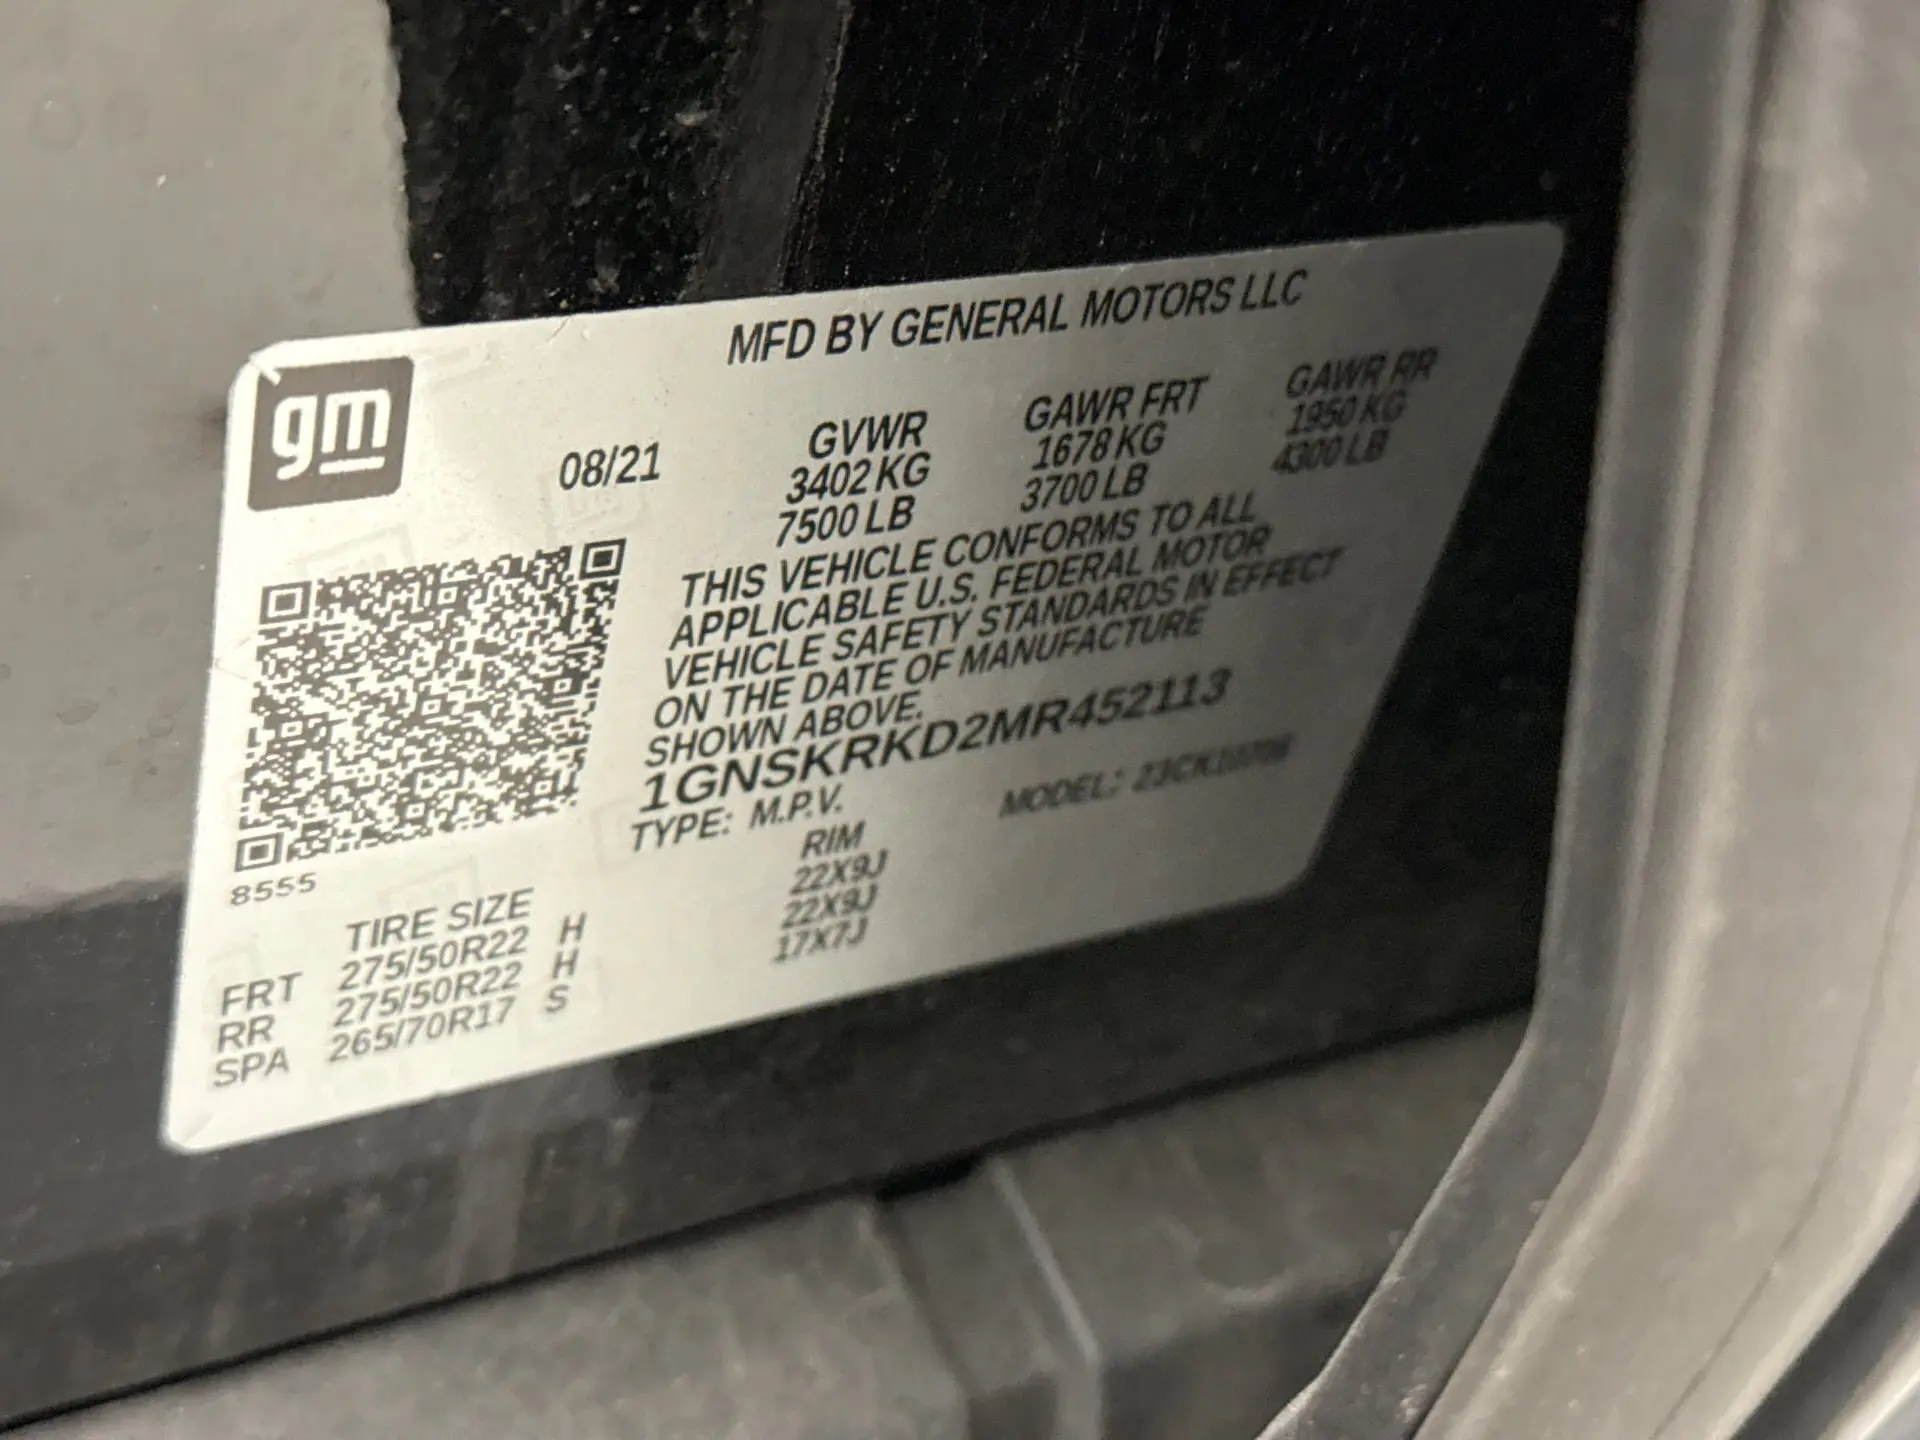 MFD BY GENERAL MOTORS LLC
gm
08/21
GVWR
3402 KG
7500 LB
GAWR FRT
1678 KG
3700 LB
GAWR RR
1950 KG
4300 LB
THIS VEHICLE CONFORMS TO ALL
APPLICABLE U.S. FEDERAL MOTOR
VEHICLE SAFETY STANDARDS IN EFFECT
ON THE DATE OF MANUFACTURE
SHOWN ABOVE.
1GNSKRKD2MR452113
TYPE: M.P.V.
MODEL:
8555
TIRE SIZE RIM
FRT 275/50R22 H 22X9J
RR 275/50R22 H 22X9J
SPA 265/70R17 S 17X7J